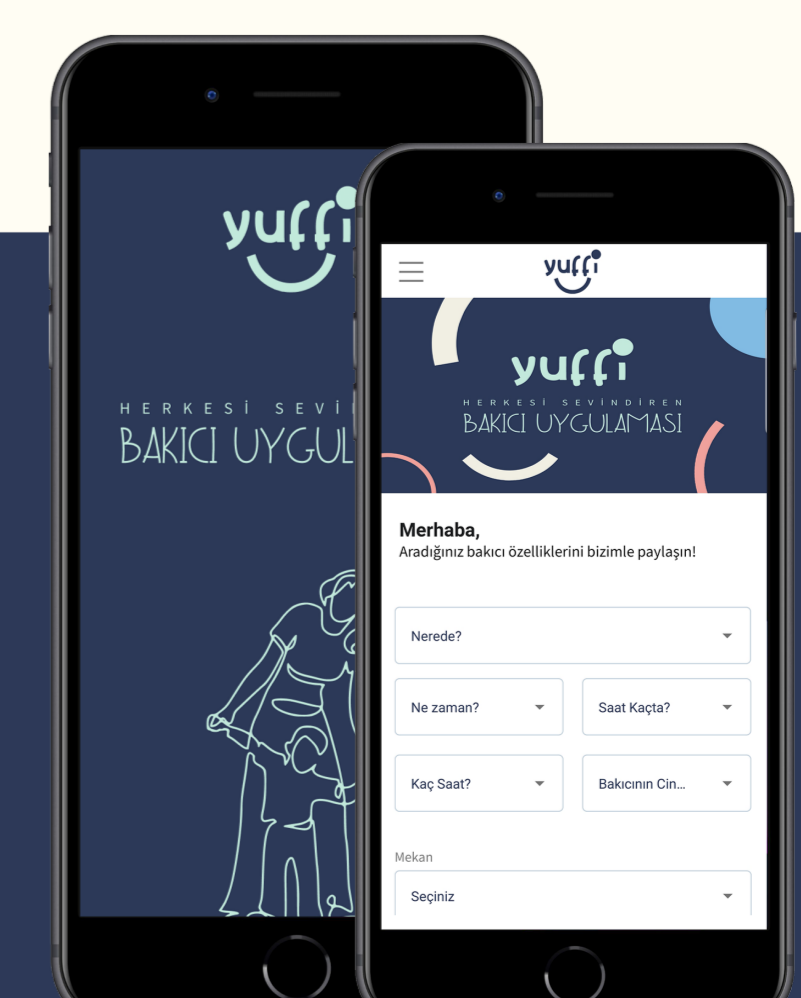 yuffi
HERKESİ SEVİ
BAKICI UYGUL
yuffi
yuffi
HERKESİ SEVİNDİREN
BAKICI UYGULAMASI
Merhaba,
Aradığınız bakıcı özelliklerini bizimle paylaşın!
Nerede?
Ne zaman?
Saat Kaçta?
Kaç Saat?
Bakıcının Cin...
Mekan
Seçiniz